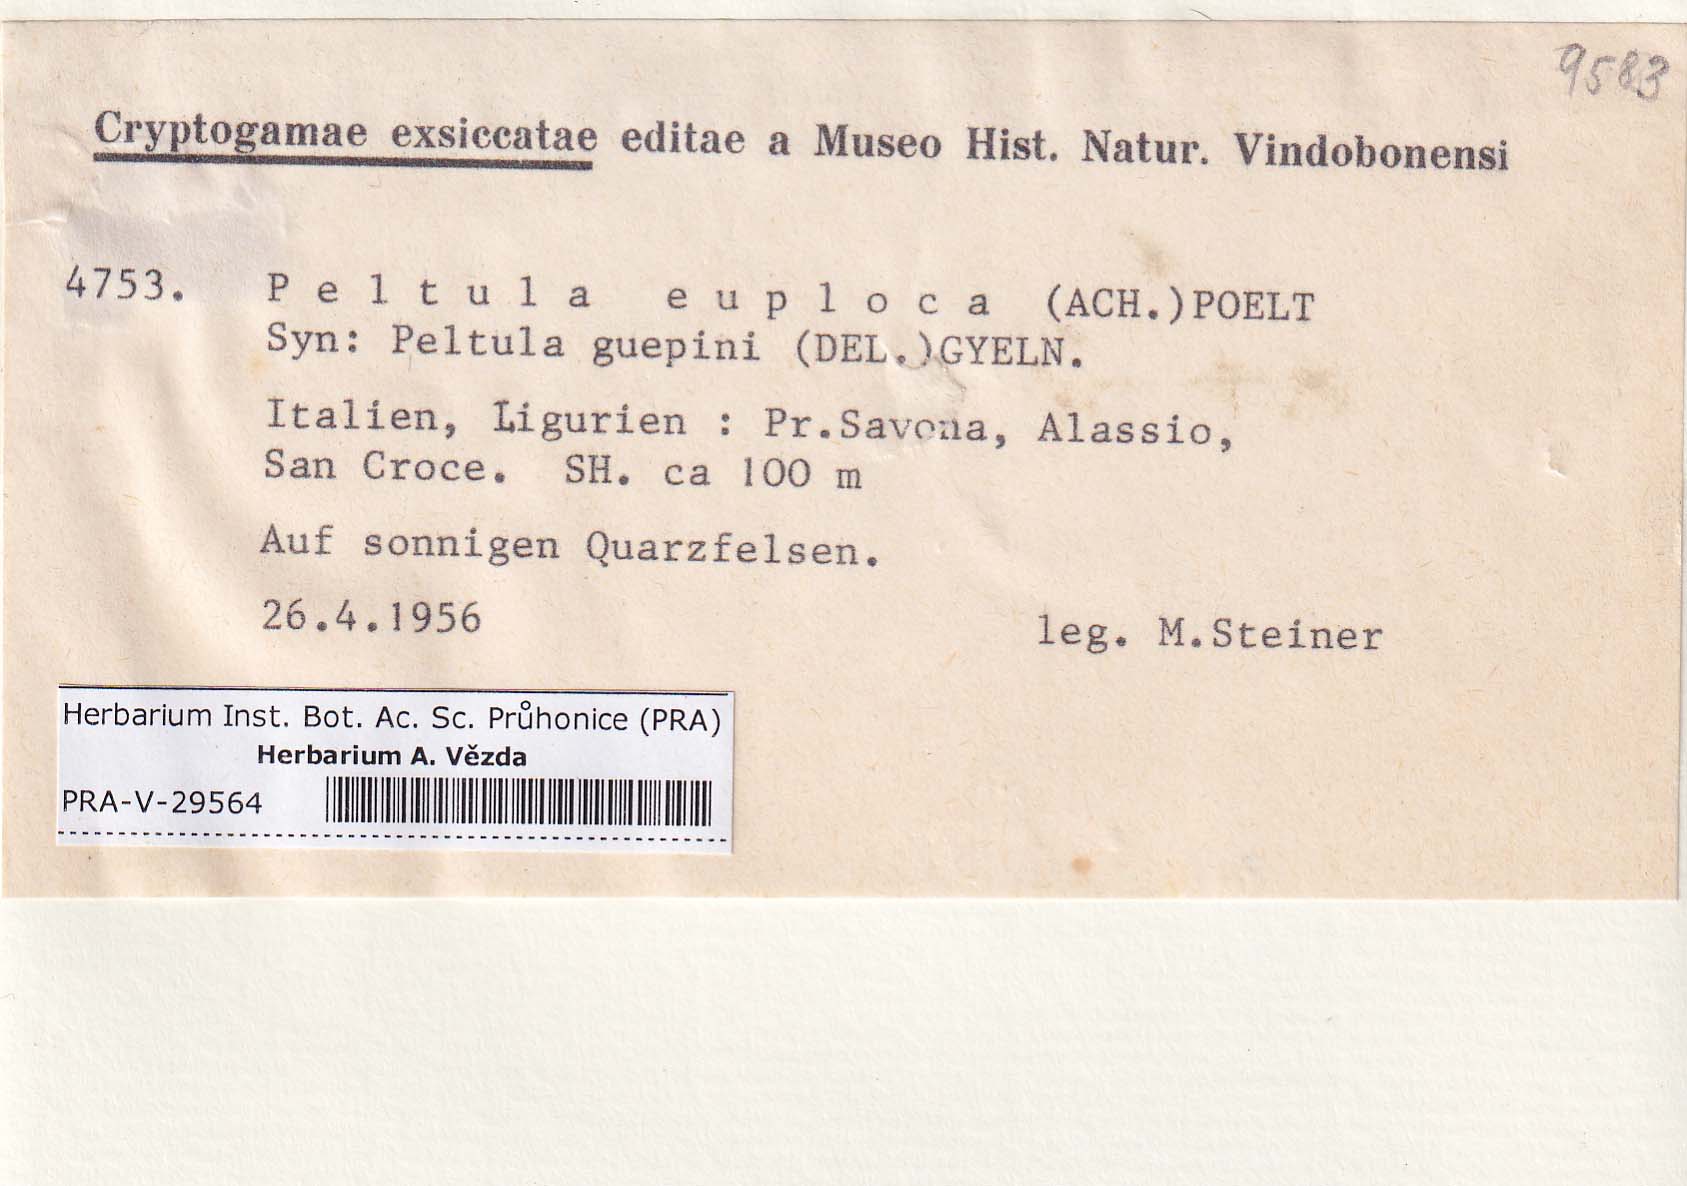 9583
Cryptogamae exsiccatae editae a Museo Hist. Natur. Vindobonensi
4753. Peltula euploca (ACH.)POELT
Syn: Peltula guepini (DEL.)GYELN.
Italien, Ligurien : Pr.Savona, Alassio,
San Croce. SH. ca 100 m
Auf sonnigen Quarzfelsen.
26.4.1956 leg. M.Steiner
Herbarium Inst. Bot. Ac. Sc. Průhonice (PRA)
Herbarium A. Vězda
PRA-V-29564